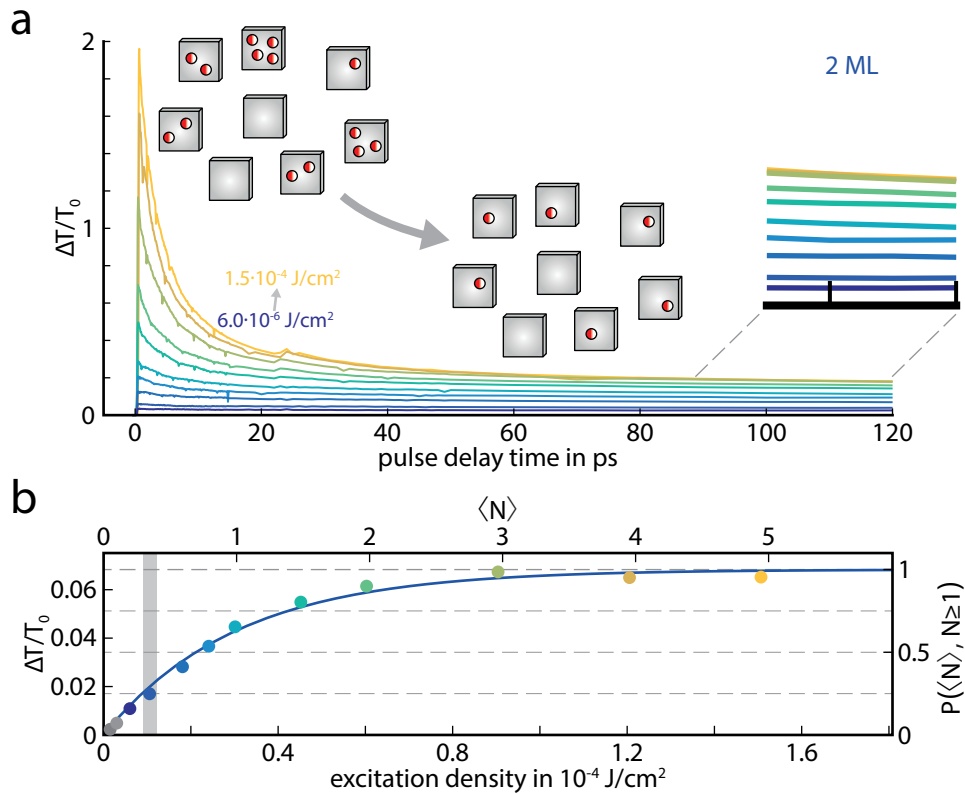 a
2 ML
2
1
0
ΔT/T₀
1.5·10⁻⁴ J/cm²
6.0·10⁻⁶ J/cm²
0 20 40 60 80 100 120
pulse delay time in ps
b
⟨N⟩
0 1 2 3 4 5
0.06
0.04
0.02
0
ΔT/T₀
1
0.5
0
P(⟨N⟩, N≥1)
0 0.4 0.8 1.2 1.6
excitation density in 10⁻⁴ J/cm²